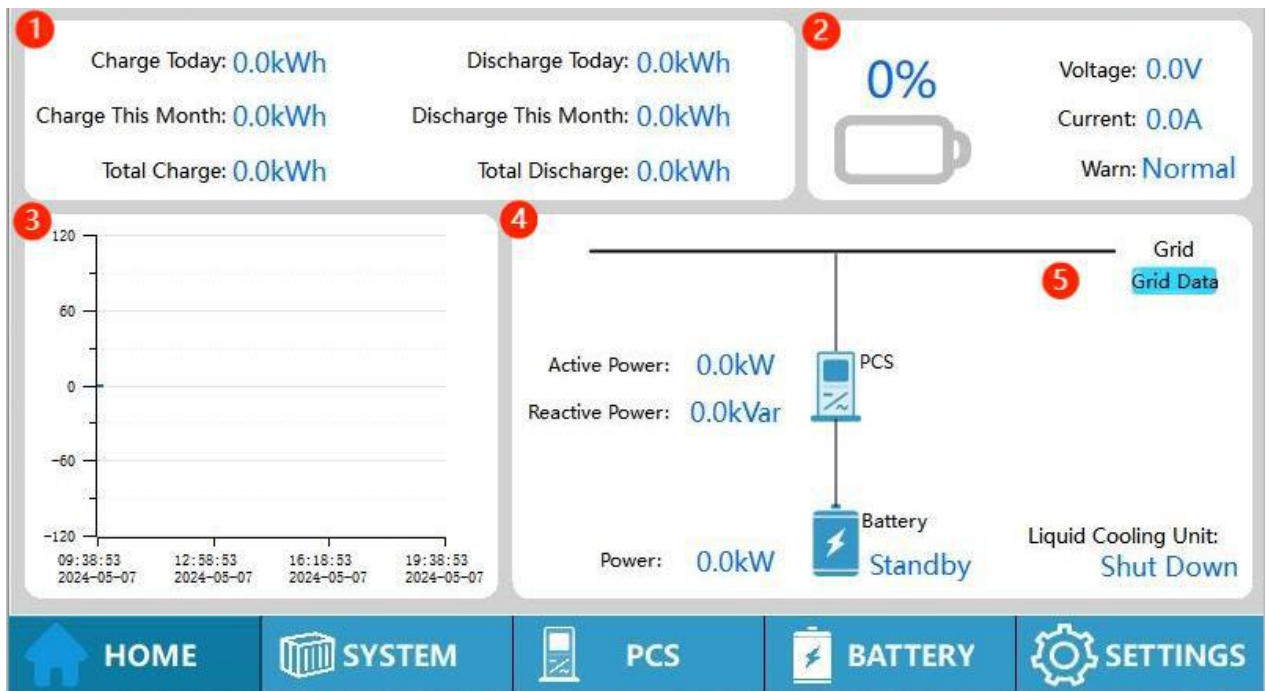 1
Charge Today: 0.0kWh Discharge Today: 0.0kWh
Charge This Month: 0.0kWh Discharge This Month: 0.0kWh
Total Charge: 0.0kWh Total Discharge: 0.0kWh
2
0%
Voltage: 0.0V
Current: 0.0A
Warn: Normal
3
120
60
0
-60
-120
09:38:53 12:58:53 16:18:53 19:38:53
2024-05-07 2024-05-07 2024-05-07 2024-05-07
4
Grid
5
Grid Data
Active Power: 0.0kW
PCS
Reactive Power: 0.0kVar
Battery
Power: 0.0kW
Standby
Liquid Cooling Unit:
Shut Down
HOME SYSTEM PCS BATTERY SETTINGS